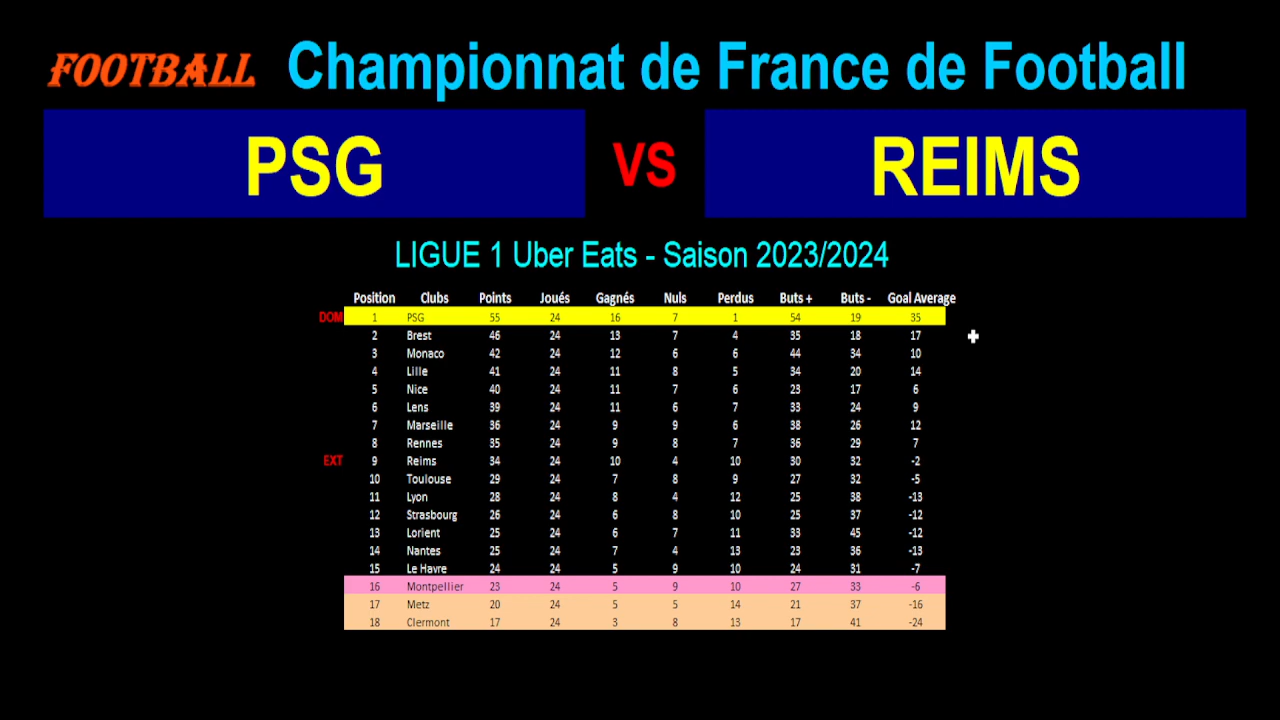 FOOTBALL Championnat de France de Football
PSG VS REIMS
LIGUE 1 Uber Eats - Saison 2023/2024
Position Clubs Points Joués Gagnés Nuls Perdus Buts + Buts - Goal Average
DOM 1 PSG 55 24 16 7 1 54 19 35
2 Brest 46 24 13 7 4 35 18 17
3 Monaco 42 24 12 6 6 44 34 10
4 Lille 41 24 11 8 5 34 20 14
5 Nice 40 24 11 7 6 23 17 6
6 Lens 39 24 11 6 7 33 24 9
7 Marseille 36 24 9 9 6 38 26 12
8 Rennes 35 24 9 8 7 36 29 7
EXT 9 Reims 34 24 10 4 10 30 32 -2
10 Toulouse 29 24 7 8 9 27 32 -5
11 Lyon 28 24 8 4 12 25 38 -13
12 Strasbourg 26 24 6 8 10 25 37 -12
13 Lorient 25 24 6 7 11 33 45 -12
14 Nantes 25 24 7 4 13 23 36 -13
15 Le Havre 24 24 5 9 10 24 31 -7
16 Montpellier 23 24 5 9 10 27 33 -6
17 Metz 20 24 5 5 14 21 37 -16
18 Clermont 17 24 3 8 13 17 41 -24